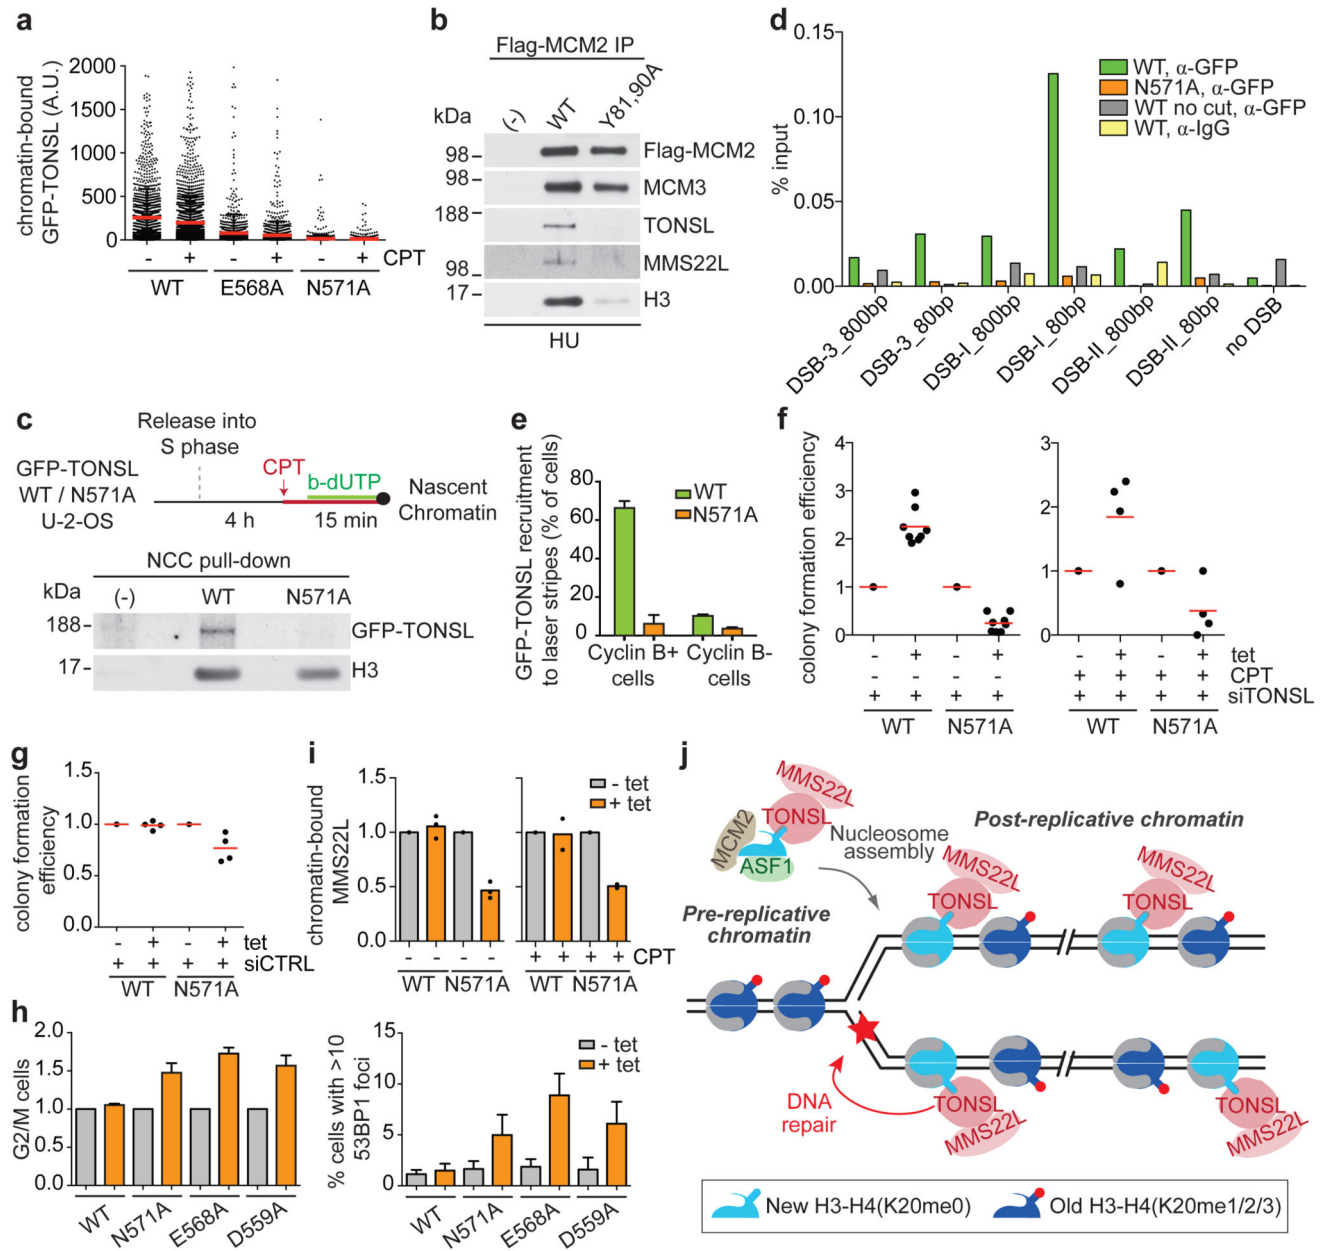 a
chromatin-bound
GFP-TONSL (A.U.)
2000
1500
1000
500
0
- + - + - + CPT
WT E568A N571A
b
Flag-MCM2 IP
kDa (-) WT Y81,90A
98 Flag-MCM2
98 MCM3
188 TONSL
98 MMS22L
17 H3
HU
d
% input
0.15
0.10
0.05
0.00
WT, α-GFP
N571A, α-GFP
WT no cut, α-GFP
WT, α-IgG
DSB-3_800bp
DSB-3_80bp
DSB-I_800bp
DSB-I_80bp
DSB-II_800bp
DSB-II_80bp
no DSB
c
Release into
S phase
GFP-TONSL
WT / N571A
U-2-OS
CPT
b-dUTP
4 h 15 min
Nascent
Chromatin
NCC pull-down
kDa (-) WT N571A
188 GFP-TONSL
17 H3
e
GFP-TONSL recruitment
to laser stripes (% of cells)
80
60
40
20
0
WT
N571A
Cyclin B+
cells
Cyclin B-
cells
f
colony formation efficiency
4
3
2
1
0
- + - +
- - - -
+ + + +
WT N571A
3
2
1
0
- + - + tet
+ + + + CPT
+ + + + siTONSL
WT N571A
g
colony formation
efficiency
1.5
1.0
0.5
0.0
- + - + tet
+ + + + siCTRL
WT N571A
i
chromatin-bound
MMS22L
1.5
1.0
0.5
0.0
- tet
+ tet
- - - - + + + + CPT
WT N571A WT N571A
h
G2/M cells
2.0
1.5
1.0
0.5
0.0
WT N571A E568A D559A
% cells with >10
53BP1 foci
15
10
5
0
- tet
+ tet
WT N571A E568A D559A
j
MMS22L
TONSL
MCM2
ASF1
Nucleosome
assembly
Post-replicative chromatin
Pre-replicative
chromatin
MMS22L
TONSL
MMS22L
TONSL
DNA
repair
TONSL
MMS22L
TONSL
MMS22L
New H3-H4(K20me0) Old H3-H4(K20me1/2/3)